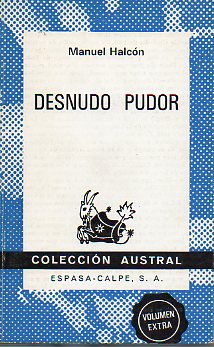 Manuel Halcón
DESNUDO PUDOR
COLECCIÓN AUSTRAL
ESPASA-CALPE, S. A.
VOLUMEN
EXTRA